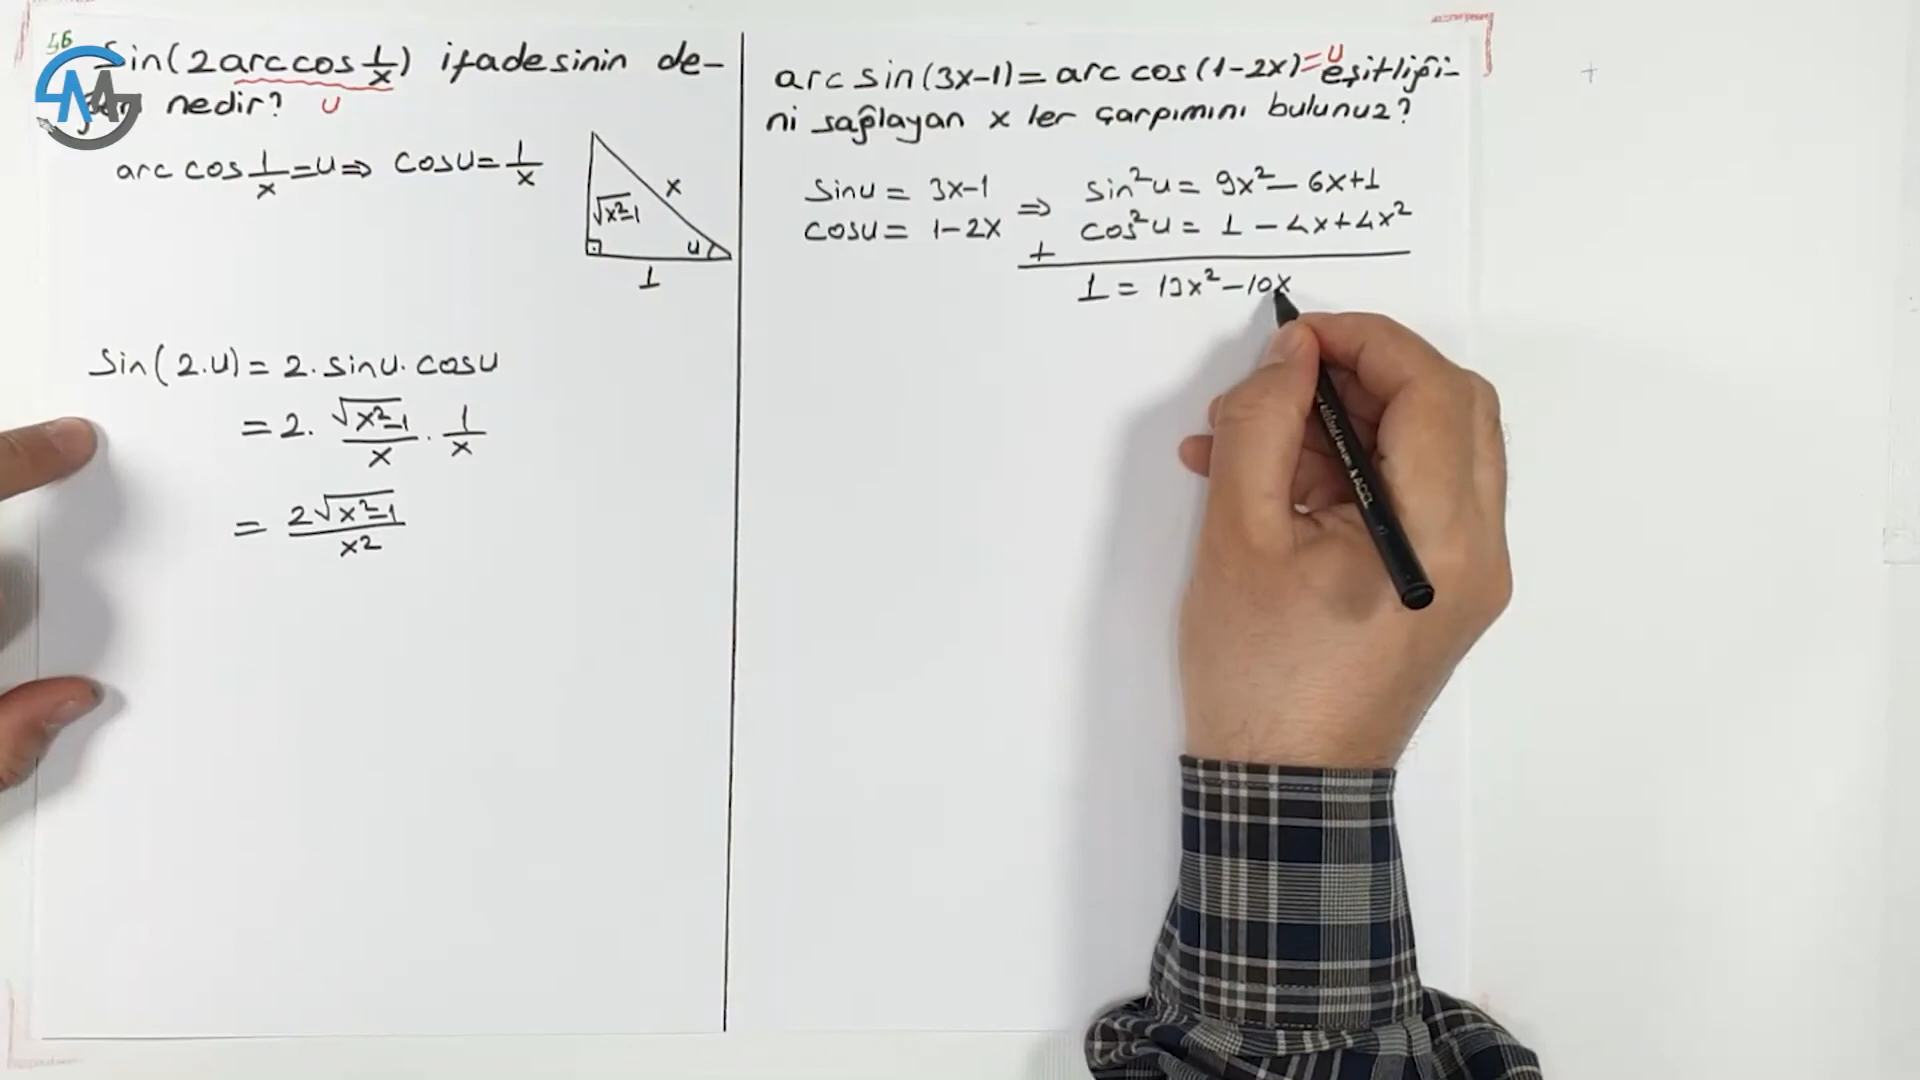 56
Sin(2arccos 1/x) ifadesinin de-
nedir? u
arc cos 1/x = u ⇒ cosu = 1/x
x
√x²-1
u
1
Sin(2.u) = 2. sinu. cosu
= 2. √x²-1/x . 1/x
= 2√x²-1/x²
arc sin(3x-1) = arc cos(1-2x) = u eşitliği-
ni sağlayan x ler çarpımını bulunuz?
sinu = 3x-1 ⇒ sin²u = 9x² - 6x+1
cosu = 1-2x cos²u = 1 - 4x+4x²
+
1 = 13x² - 10x